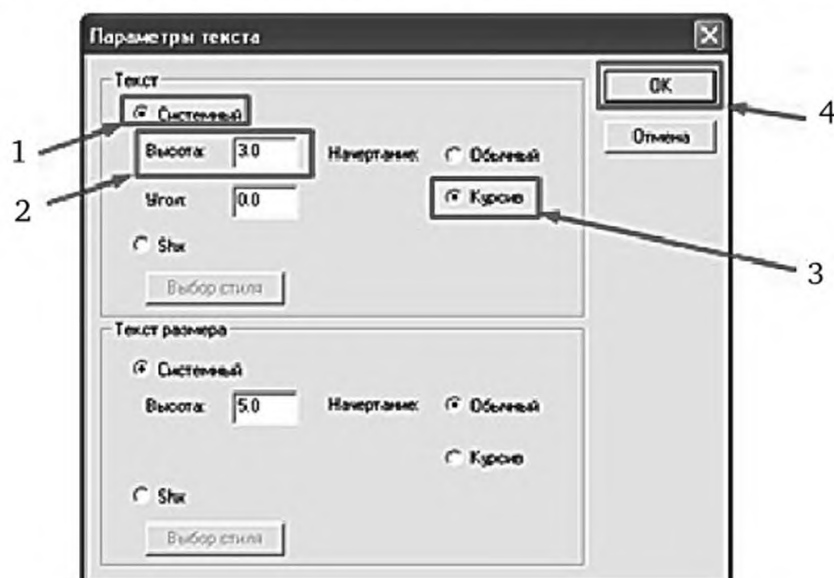 Параметры текста
Текст
Системный
Высота: 3.0 Начертание: Обычный
Угол: 0.0 Курсив
Shx
Выбор стиля
Текст размера
Системный
Высота: 5.0 Начертание: Обычный
Курсив
Shx
Выбор стиля
OK
Отмена
1
2
3
4